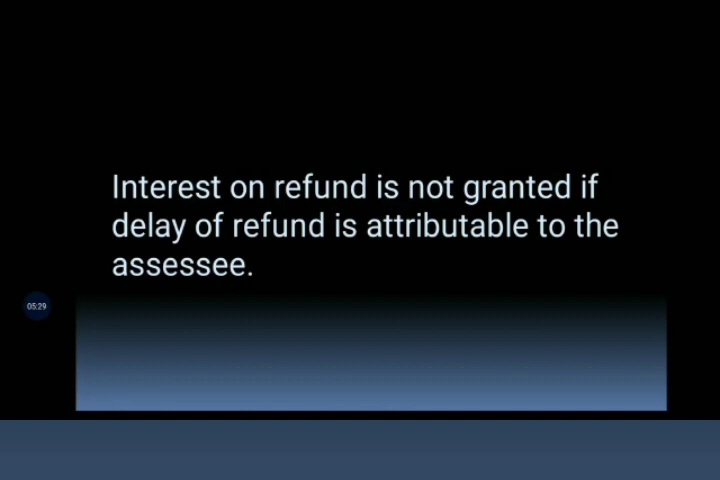 Interest on refund is not granted if
delay of refund is attributable to the
assessee.
05:29